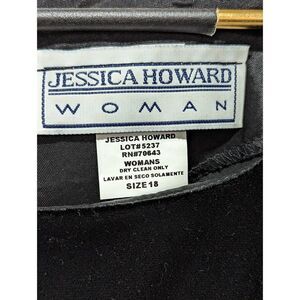 JESSICA HOWARD
WOMAN
JESSICA HOWARD
LOT#5237
RN#70643
WOMANS
DRY CLEAN ONLY
LAVAR EN SECO SOLAMENTE
SIZE 18